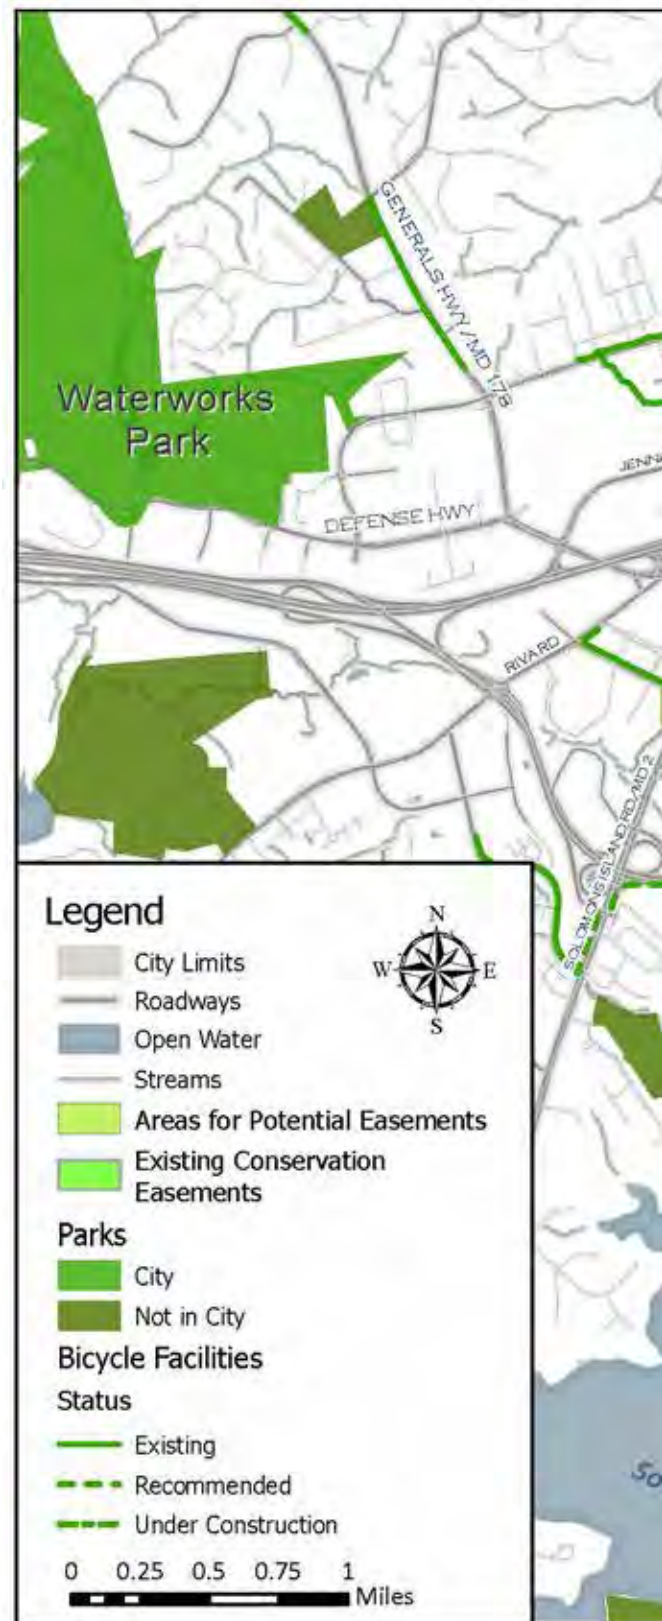 GENERALS HWY / MD 178
Waterworks
Park
JENN
DEFENSE HWY
RIVARD
SOLOMONS ISLAND RD/MD 2
Legend
N
W
E
S
City Limits
Roadways
Open Water
Streams
Areas for Potential Easements
Existing Conservation
Easements
Parks
City
Not in City
Bicycle Facilities
Status
Existing
So
Recommended
Under Construction
0 0.25 0.5 0.75 1
Miles